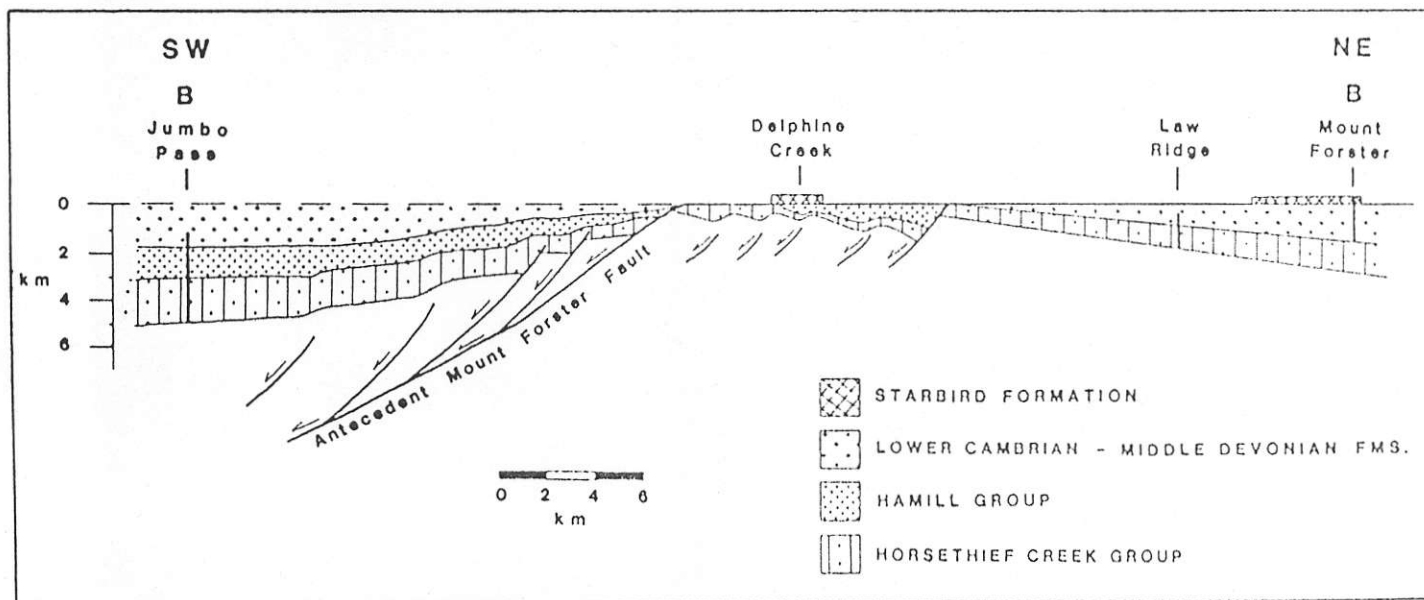 SW
NE
B
B
Jumbo
Pass
Delphine
Creek
Law
Ridge
Mount
Forster
0
2
km
4
6
Antecedent Mount Forster Fault
0 2 4 6
km
STARBIRD FORMATION
LOWER CAMBRIAN - MIDDLE DEVONIAN FMS.
HAMILL GROUP
HORSETHIEF CREEK GROUP